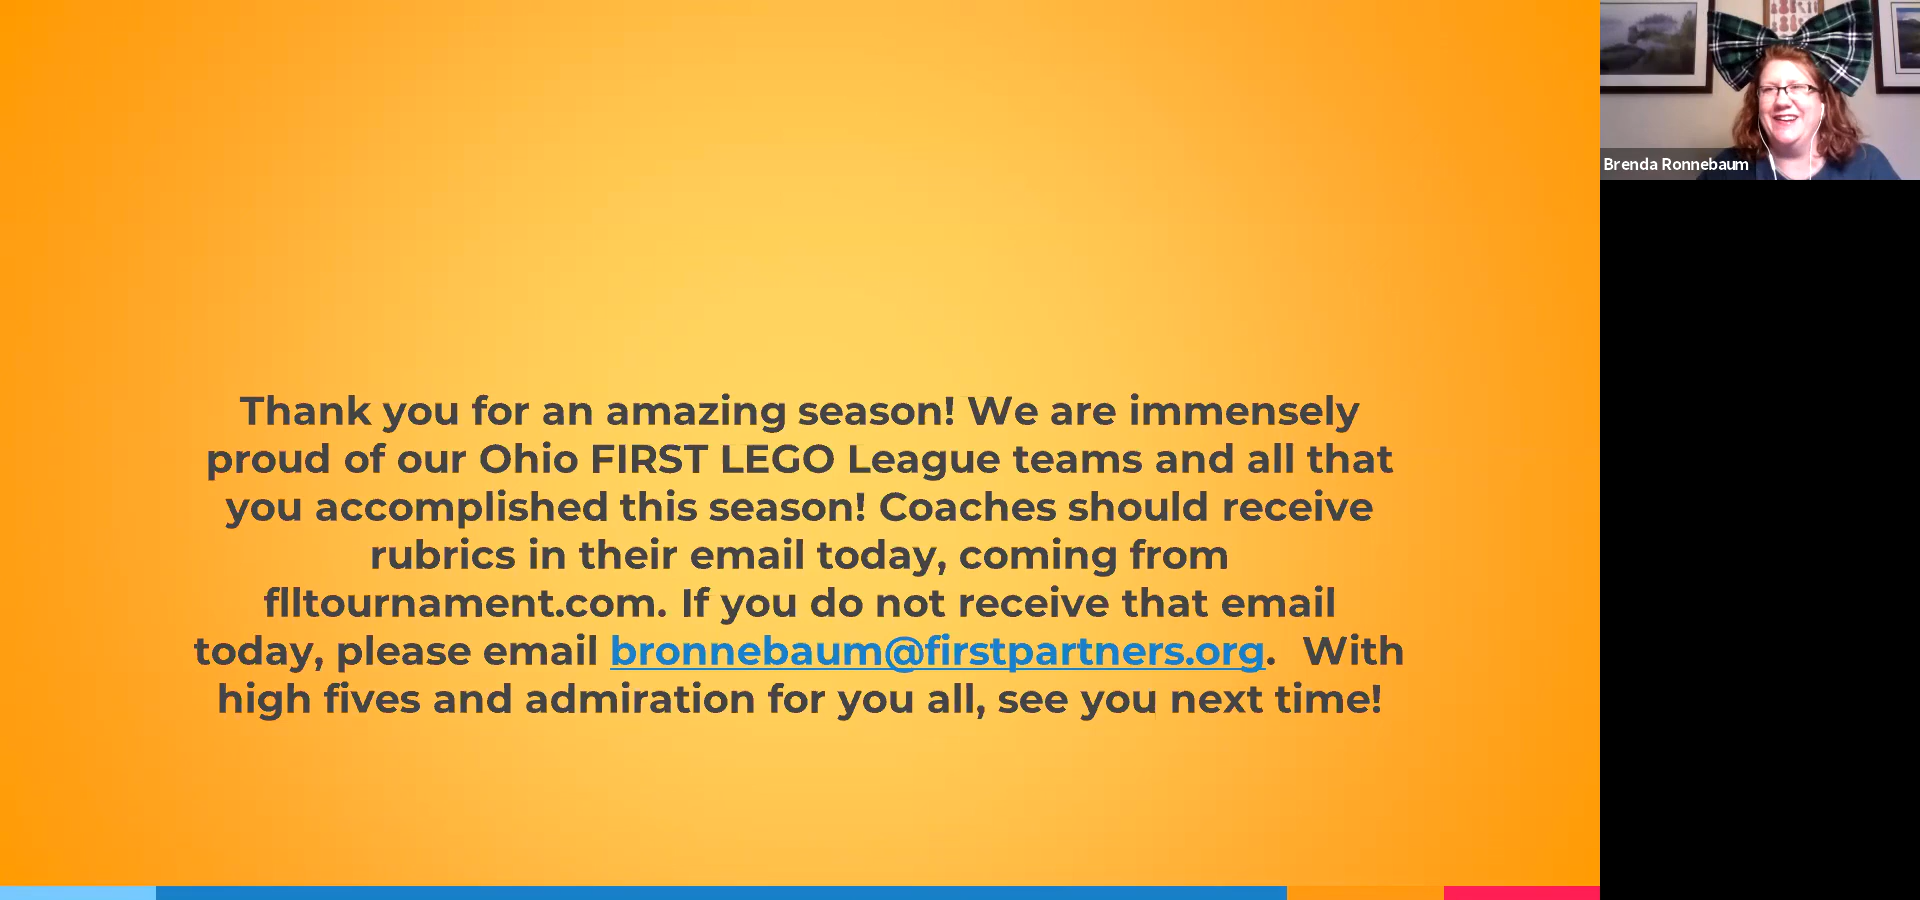 Thank you for an amazing season! We are immensely
proud of our Ohio FIRST LEGO League teams and all that
you accomplished this season! Coaches should receive
rubrics in their email today, coming from
flltournament.com. If you do not receive that email
today, please email bronnebaum@firstpartners.org.  With
high fives and admiration for you all, see you next time!
Brenda Ronnebaum